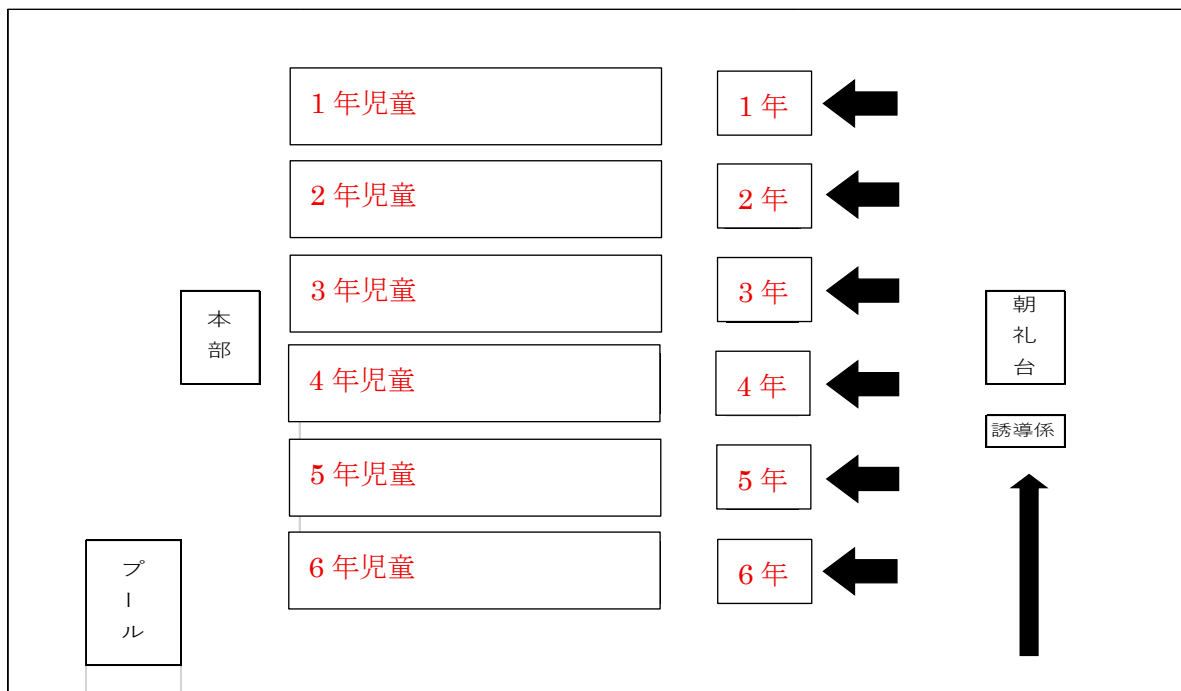 1年児童
1年
2年児童
2年
3年児童
3年
本部
朝礼台
4年児童
4年
誘導係
5年児童
5年
プール
6年児童
6年